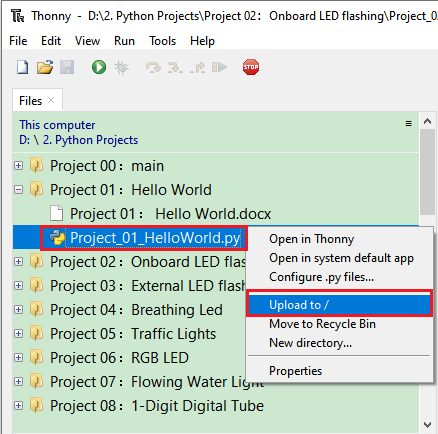 Thonny - D:\2. Python Projects\Project 02：Onboard LED flashing\Project_0
File Edit View Run Tools Help
STOP
Files ×
This computer
D: \ 2. Python Projects
Project 00：main
Project 01：Hello World
Project 01： Hello World.docx
Project_01_HelloWorld.py
Project 02：Onboard LED flas
Project 03：External LED flash
Project 04：Breathing Led
Project 05：Traffic Lights
Project 06：RGB LED
Project 07：Flowing Water Light
Project 08：1-Digit Digital Tube
Open in Thonny
Open in system default app
Configure .py files...
Upload to /
Move to Recycle Bin
New directory...
Properties